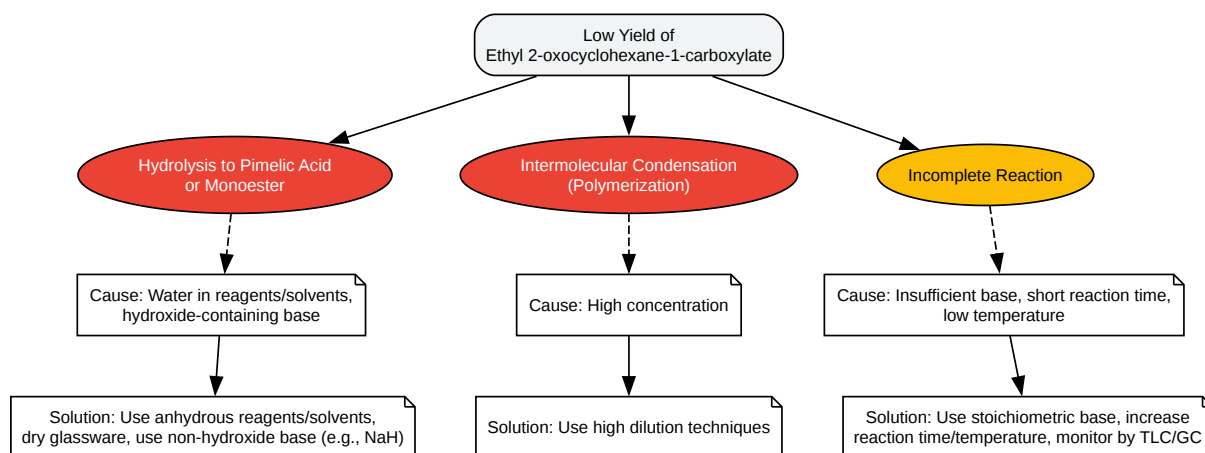 Low Yield of
Ethyl 2-oxocyclohexane-1-carboxylate
Hydrolysis to Pimelic Acid
or Monoester
Intermolecular Condensation
(Polymerization)
Incomplete Reaction
Cause: Water in reagents/solvents,
hydroxide-containing base
Cause: High concentration
Cause: Insufficient base, short reaction time,
low temperature
Solution: Use anhydrous reagents/solvents,
dry glassware, use non-hydroxide base (e.g., NaH)
Solution: Use high dilution techniques
Solution: Use stoichiometric base, increase
reaction time/temperature, monitor by TLC/GC